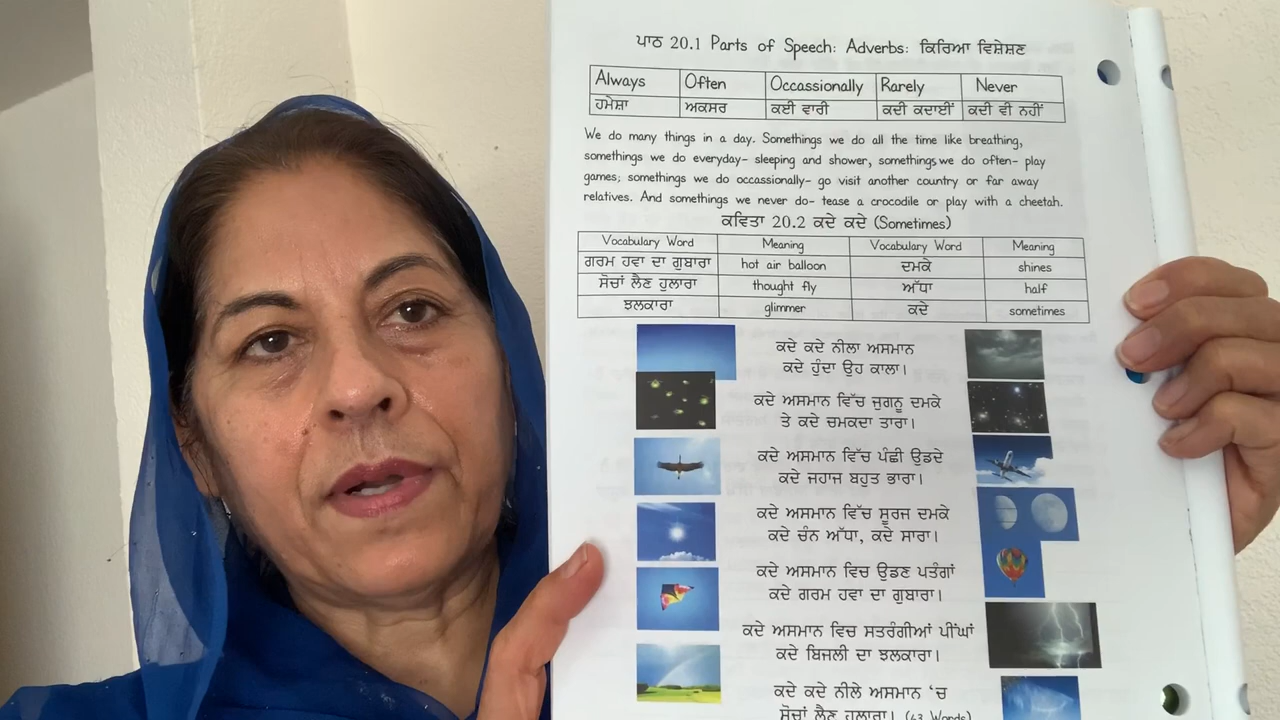 ਪਾਠ 20.1 Parts of Speech: Adverbs: ਕਿਰਿਆ ਵਿਸ਼ੇਸ਼ਣ
Always Often Occassionally Rarely Never
ਹਮੇਸ਼ਾ ਅਕਸਰ ਕਈ ਵਾਰੀ ਕਦੀ ਕਦਾਈਂ ਕਦੀ ਵੀ ਨਹੀਂ
We do many things in a day. Somethings we do all the time like breathing,
somethings we do everyday- sleeping and shower, somethings we do often- play
games; somethings we do occassionally- go visit another country or far away
relatives. And somethings we never do- tease a crocodile or play with a cheetah.
ਕਵਿਤਾ 20.2 ਕਦੇ ਕਦੇ (Sometimes)
Vocabulary Word Meaning Vocabulary Word Meaning
ਗਰਮ ਹਵਾ ਦਾ ਗੁਬਾਰਾ hot air balloon ਦਮਕੇ shines
ਸੋਚਾਂ ਲੈਣ ਹੁਲਾਰਾ thought fly ਅੱਧਾ half
ਝਲਕਾਰਾ glimmer ਕਦੇ sometimes
ਕਦੇ ਕਦੇ ਨੀਲਾ ਅਸਮਾਨ
ਕਦੇ ਹੁੰਦਾ ਉਹ ਕਾਲਾ।
ਕਦੇ ਅਸਮਾਨ ਵਿੱਚ ਜੁਗਨੂ ਦਮਕੇ
ਤੇ ਕਦੇ ਚਮਕਦਾ ਤਾਰਾ।
ਕਦੇ ਅਸਮਾਨ ਵਿੱਚ ਪੰਛੀ ਉਡਦੇ
ਕਦੇ ਜਹਾਜ ਬਹੁਤ ਭਾਰਾ।
ਕਦੇ ਅਸਮਾਨ ਵਿੱਚ ਸੂਰਜ ਦਮਕੇ
ਕਦੇ ਚੰਨ ਅੱਧਾ, ਕਦੇ ਸਾਰਾ।
ਕਦੇ ਅਸਮਾਨ ਵਿਚ ਉਡਣ ਪਤੰਗਾਂ
ਕਦੇ ਗਰਮ ਹਵਾ ਦਾ ਗੁਬਾਰਾ।
ਕਦੇ ਅਸਮਾਨ ਵਿਚ ਸਤਰੰਗੀਆਂ ਪੀਂਘਾਂ
ਕਦੇ ਬਿਜਲੀ ਦਾ ਝਲਕਾਰਾ।
ਕਦੇ ਕਦੇ ਨੀਲੇ ਅਸਮਾਨ ‘ਚ
ਸੋਚਾਂ ਲੈਣ ਹੁਲਾਰਾ। (43 Words)